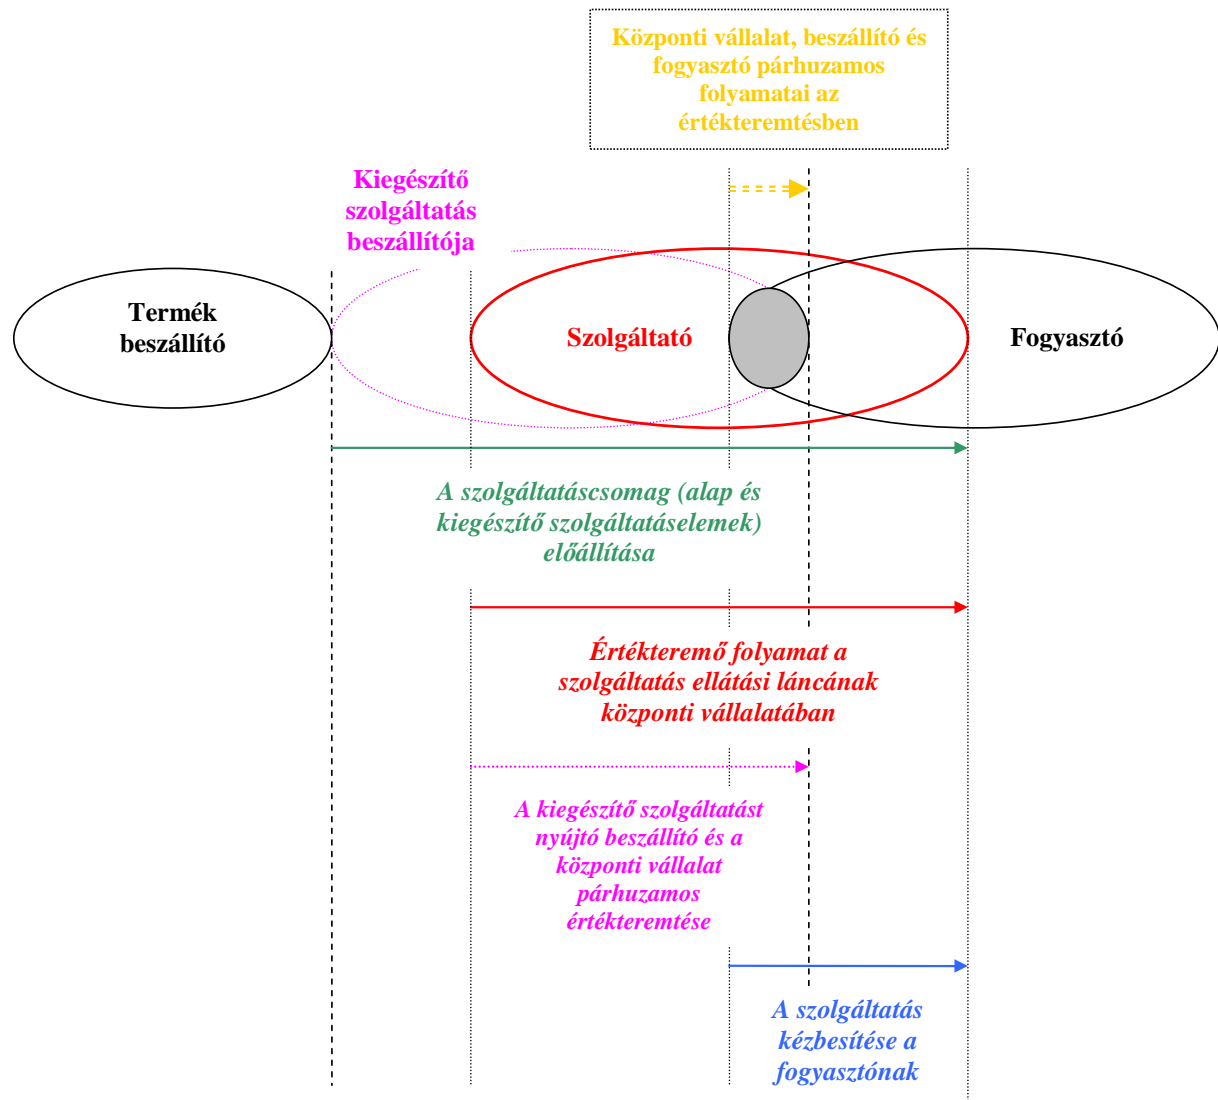 Központi vállalat, beszállító és
fogyasztó párhuzamos
folyamatai az
értékteremtésben
Kiegészítő
szolgáltatás
beszállítója
Termék
beszállító
Szolgáltató
Fogyasztó
A szolgáltatáscsomag (alap és
kiegészítő szolgáltatáselemek)
előállítása
Értékteremő folyamat a
szolgáltatás ellátási láncának
központi vállalatában
A kiegészítő szolgáltatást
nyújtó beszállító és a
központi vállalat
párhuzamos
értékteremtése
A szolgáltatás
kézbesítése a
fogyasztónak